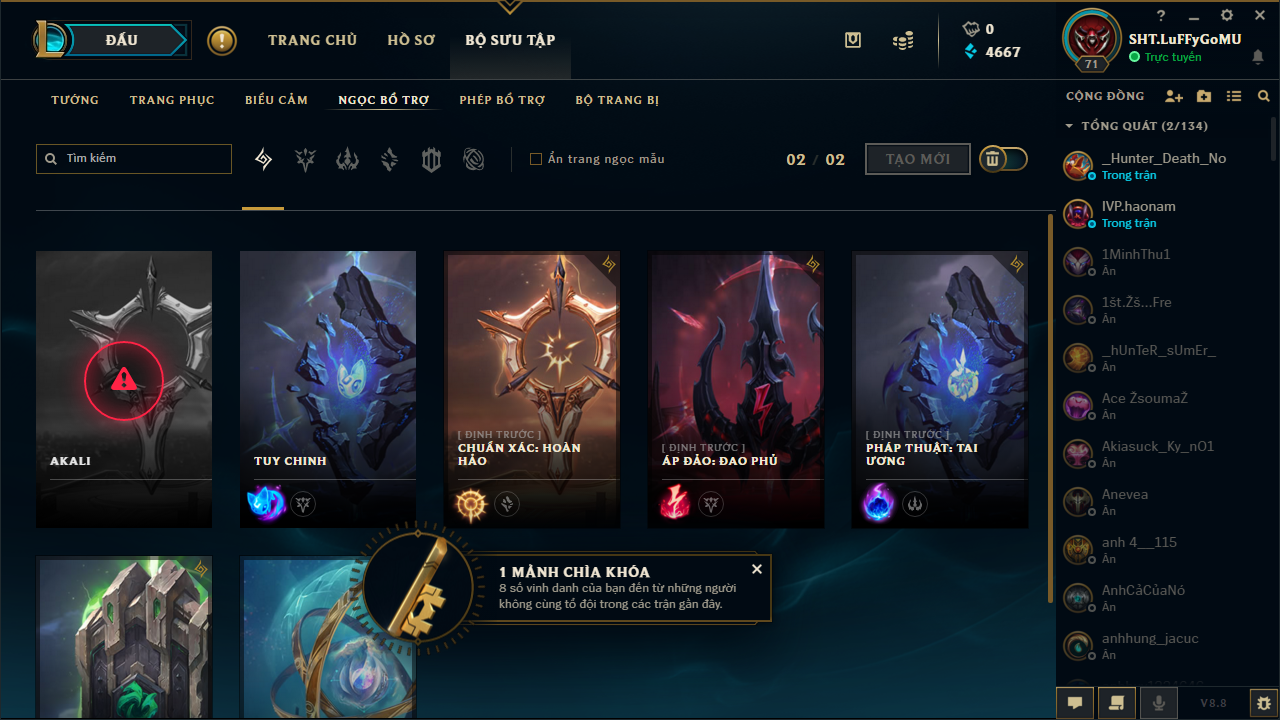 ĐẤU
TRANG CHỦ
HỒ SƠ
BỘ SƯU TẬP
0
4667
71
SHT.LuFFyGoMU
Trực tuyến
TƯỚNG
TRANG PHỤC
BIỂU CẢM
NGỌC BỔ TRỢ
PHÉP BỔ TRỢ
BỘ TRANG BỊ
Tìm kiếm
Ẩn trang ngọc mẫu
02 / 02
TẠO MỚI
AKALI
TUY CHINH
[ ĐỊNH TRƯỚC ]
CHUẨN XÁC: HOÀN
HẢO
[ ĐỊNH TRƯỚC ]
ÁP ĐẢO: ĐAO PHỦ
[ ĐỊNH TRƯỚC ]
PHÁP THUẬT: TAI
ƯƠNG
1 MẢNH CHÌA KHÓA
8 số vinh danh của bạn đến từ những người
không cùng tổ đội trong các trận gần đây.
CỘNG ĐỒNG
TỔNG QUÁT (2/134)
_Hunter_Death_No
Trong trận
IVP.haonam
Trong trận
1MinhThu1
Ẩn
1št.Žš...Fre
Ẩn
_hUnTeR_sUmEr_
Ẩn
Ace ŽsoumaŽ
Ẩn
Akiasuck_Ky_nO1
Ẩn
Anevea
Ẩn
anh 4__115
Ẩn
AnhCảCủaNó
Ẩn
anhhung_jacuc
Ẩn
V8.8